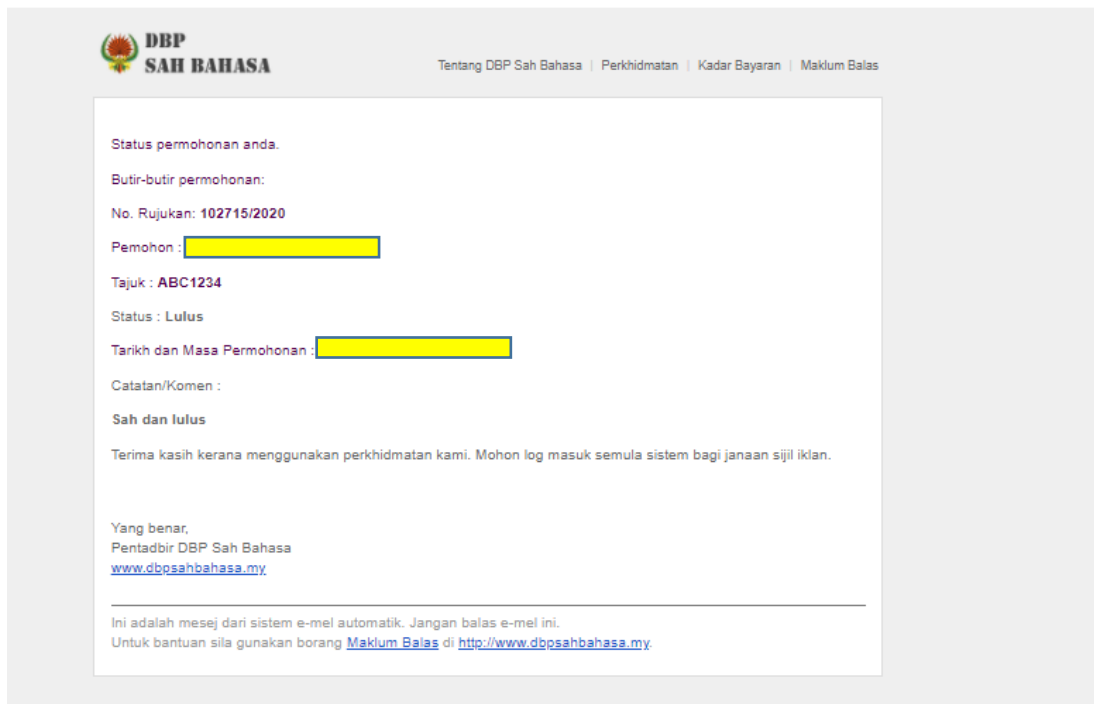 DBP
SAH BAHASA
Tentang DBP Sah Bahasa | Perkhidmatan | Kadar Bayaran | Maklum Balas
Status permohonan anda.
Butir-butir permohonan:
No. Rujukan: 102715/2020
Pemohon :
Tajuk : ABC1234
Status : Lulus
Tarikh dan Masa Permohonan :
Catatan/Komen :
Sah dan lulus
Terima kasih kerana menggunakan perkhidmatan kami. Mohon log masuk semula sistem bagi janaan sijil iklan.
Yang benar,
Pentadbir DBP Sah Bahasa
www.dbpsahbahasa.my
Ini adalah mesej dari sistem e-mel automatik. Jangan balas e-mel ini.
Untuk bantuan sila gunakan borang Maklum Balas di http://www.dbpsahbahasa.my.